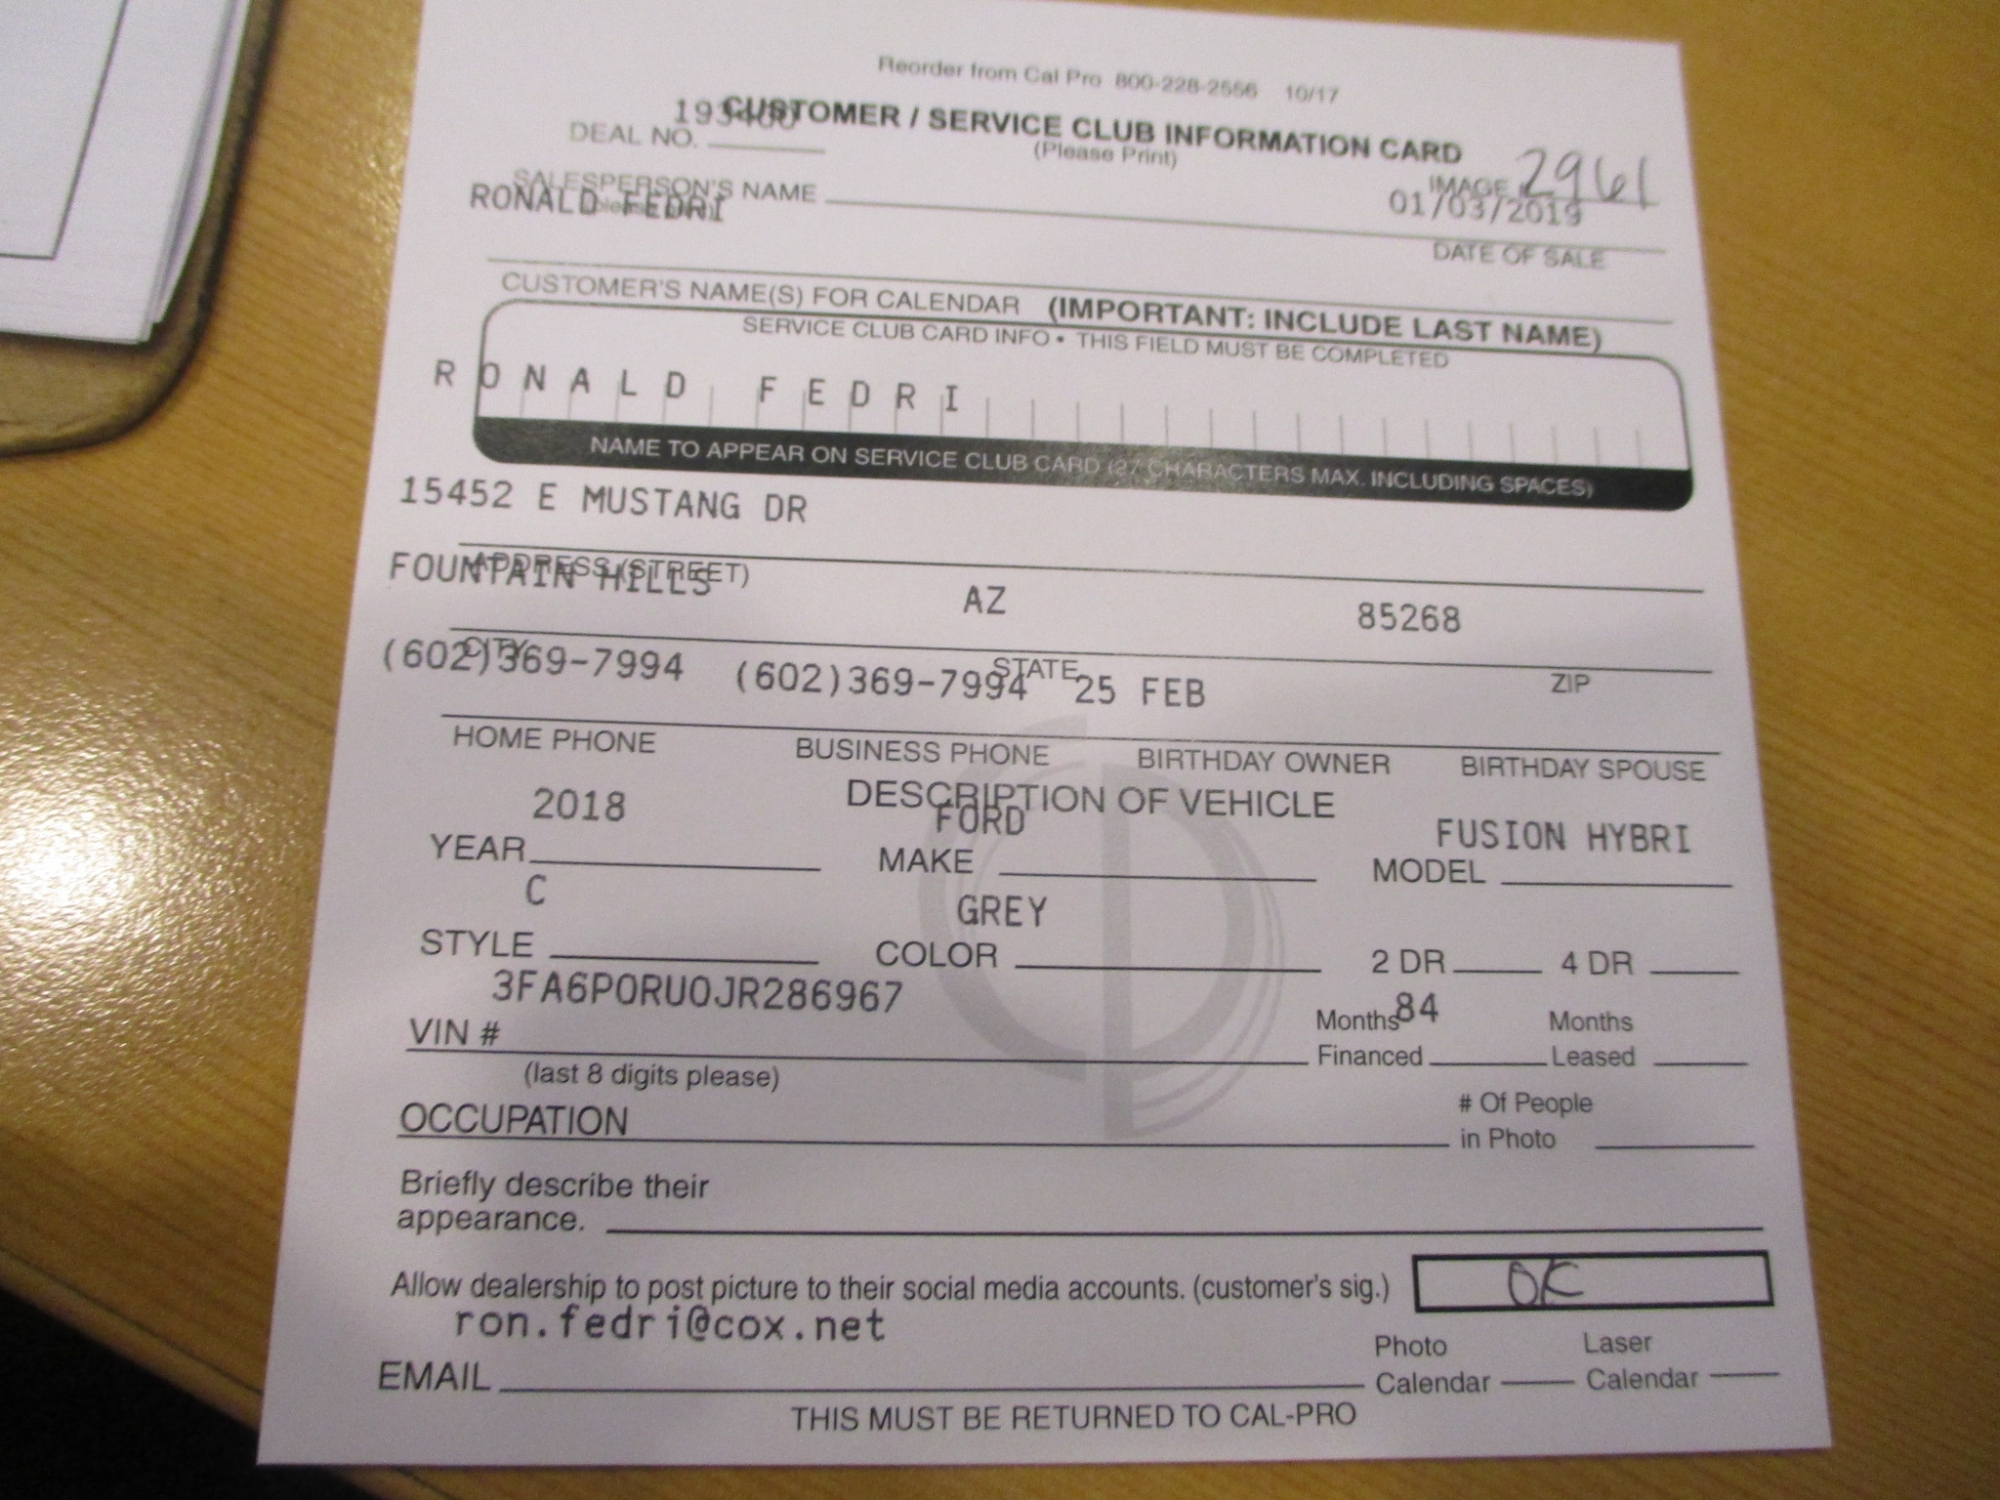 Reorder from Cal Pro 800-228-2556 10/17
CUSTOMER / SERVICE CLUB INFORMATION CARD
(Please Print)
DEAL NO.
IMAGE 2961
SALESPERSON'S NAME
RONALD FEDRI 01/03/2019
DATE OF SALE
CUSTOMER'S NAME(S) FOR CALENDAR (IMPORTANT: INCLUDE LAST NAME)
SERVICE CLUB CARD INFO • THIS FIELD MUST BE COMPLETED
RONALD FEDRI
NAME TO APPEAR ON SERVICE CLUB CARD (27 CHARACTERS MAX. INCLUDING SPACES)
15452 E MUSTANG DR
ADDRESS (STREET)
FOUNTAIN HILLS AZ 85268
CITY STATE ZIP
(602)369-7994 (602)369-7994 25 FEB
HOME PHONE BUSINESS PHONE BIRTHDAY OWNER BIRTHDAY SPOUSE
DESCRIPTION OF VEHICLE
2018 FORD FUSION HYBRI
YEAR MAKE MODEL
C GREY
STYLE COLOR 2 DR 4 DR
3FA6P0RU0JR286967 84
VIN # Months Financed Months Leased
(last 8 digits please)
OCCUPATION # Of People in Photo
Briefly describe their
appearance.
Allow dealership to post picture to their social media accounts. (customer's sig.) OK
ron.fedri@cox.net
EMAIL Photo Calendar Laser Calendar
THIS MUST BE RETURNED TO CAL-PRO